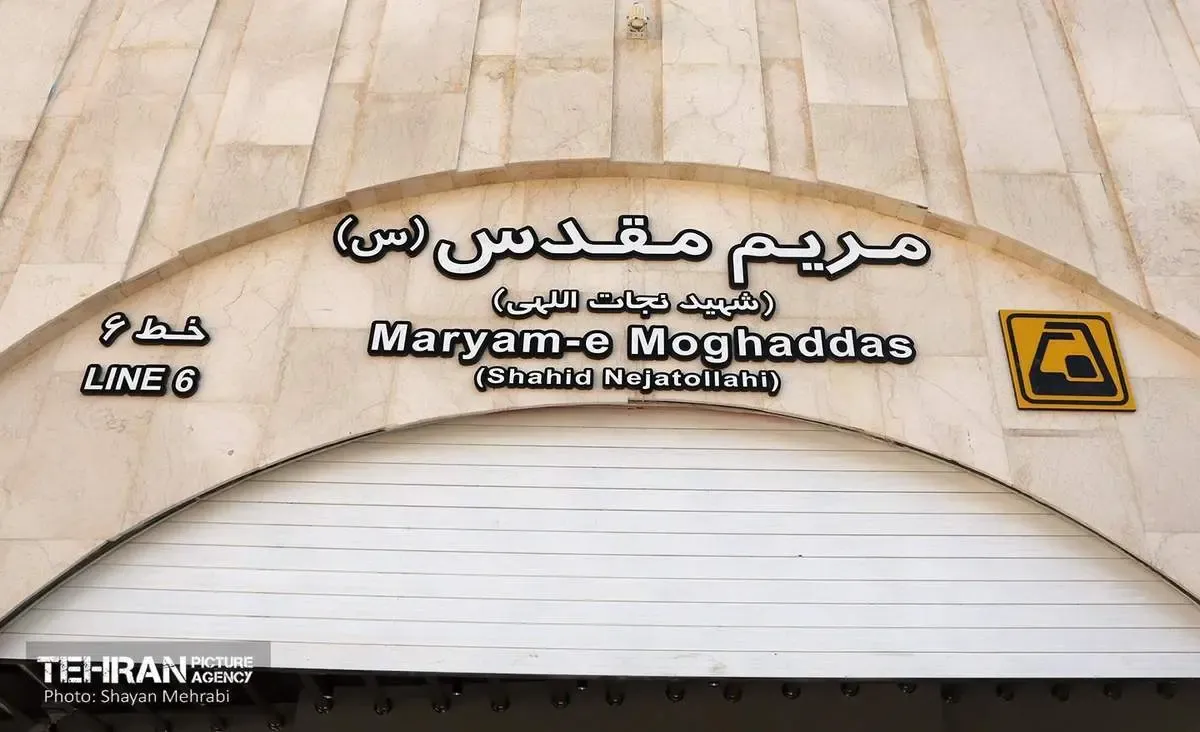 مریم مقدس (س)
(شهید نجات اللهی)
Maryam-e Moghaddas
(Shahid Nejatollahi)
خط ۶
LINE 6
TEHRAN PICTURE AGENCY
Photo: Shayan Mehrabi